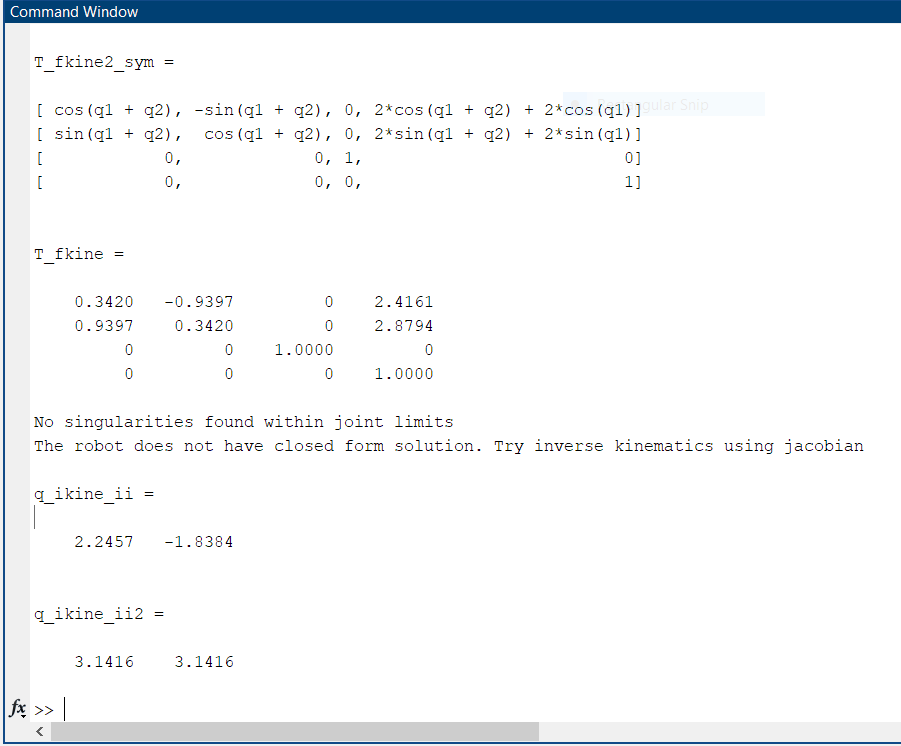 Command Window
T_fkine2_sym =
[ cos(q1 + q2), -sin(q1 + q2), 0, 2*cos(q1 + q2) + 2*cos(q1)]
[ sin(q1 + q2),  cos(q1 + q2), 0, 2*sin(q1 + q2) + 2*sin(q1)]
[            0,             0, 1,                          0]
[            0,             0, 0,                          1]
T_fkine =
0.3420   -0.9397         0    2.4161
0.9397    0.3420         0    2.8794
0         0    1.0000         0
0         0         0    1.0000
No singularities found within joint limits
The robot does not have closed form solution. Try inverse kinematics using jacobian
q_ikine_ii =
2.2457   -1.8384
q_ikine_ii2 =
3.1416    3.1416
fx >>